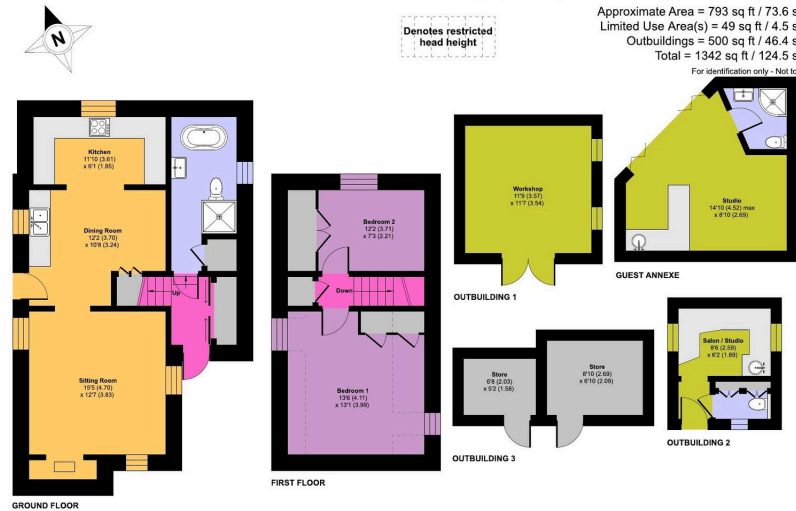 Approximate Area = 793 sq ft / 73.6 s
Limited Use Area(s) = 49 sq ft / 4.5 s
Outbuildings = 500 sq ft / 46.4 s
Total = 1342 sq ft / 124.5 s
For identification only - Not to
N
Denotes restricted
head height
Kitchen
11'10 (3.61)
x 6'1 (1.85)
Dining Room
12'2 (3.70)
x 10'8 (3.24)
Up
Sitting Room
15'5 (4.70)
x 12'7 (3.83)
GROUND FLOOR
Bedroom 2
12'2 (3.71)
x 7'3 (2.21)
Down
Bedroom 1
13'6 (4.11)
x 13'1 (3.99)
FIRST FLOOR
Workshop
11'9 (3.57)
x 11'7 (3.54)
OUTBUILDING 1
Studio
14'10 (4.52) max
x 8'10 (2.69)
GUEST ANNEXE
Store
6'8 (2.03)
x 5'2 (1.58)
Store
8'10 (2.69)
x 6'10 (2.09)
OUTBUILDING 3
Salon / Studio
8'6 (2.59)
x 6'2 (1.89)
OUTBUILDING 2